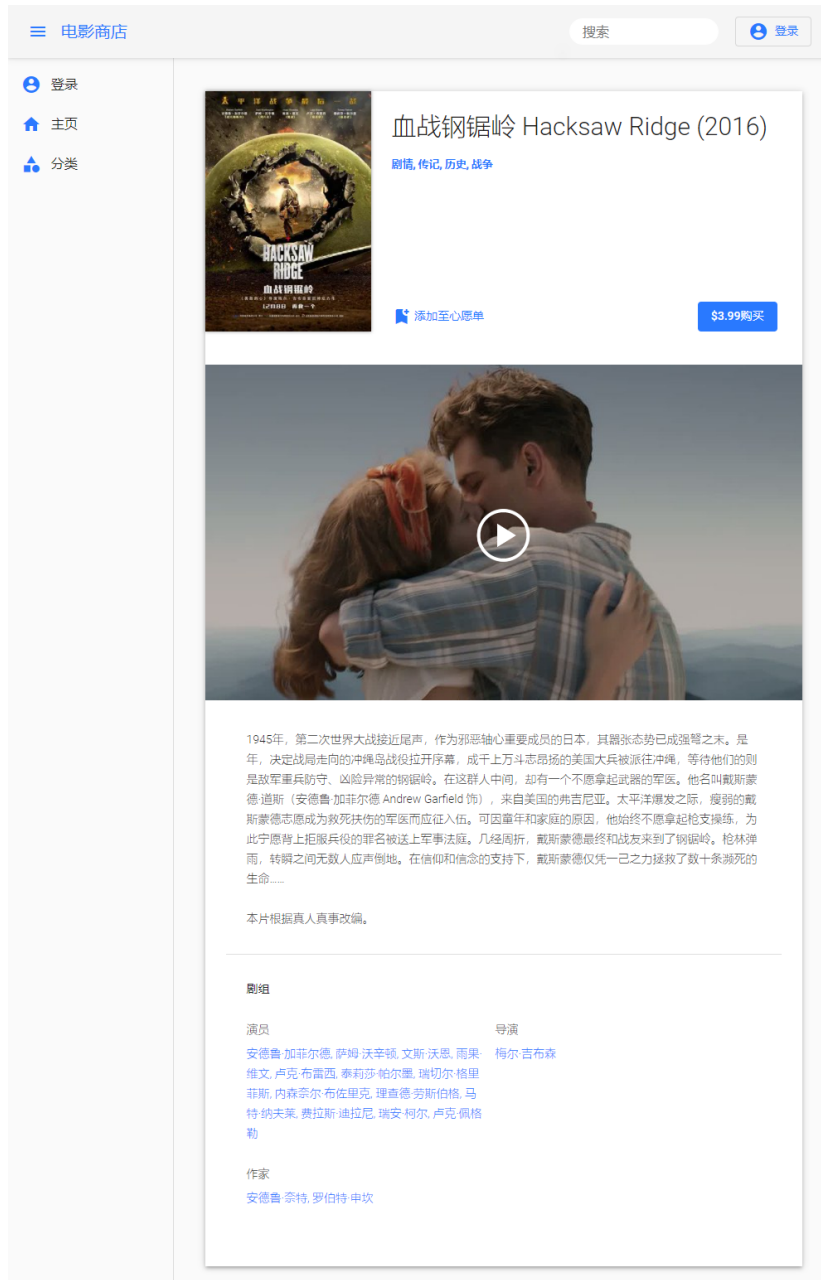 电影商店
搜索
登录
登录
主页
分类
太平洋战争最后一战
HACKSAW
RIDGE
血战钢锯岭
血战钢锯岭 Hacksaw Ridge (2016)
剧情, 传记, 历史, 战争
添加至心愿单
$3.99购买
1945年，第二次世界大战接近尾声，作为邪恶轴心重要成员的日本，其嚣张态势已成强弩之末。是
年，决定战局走向的冲绳岛战役拉开序幕，成千上万斗志昂扬的美国大兵被派往冲绳，等待他们的则
是敌军重兵防守、凶险异常的钢锯岭。在这群人中间，却有一个不愿拿起武器的军医。他名叫戴斯蒙
德·道斯（安德鲁·加菲尔德 Andrew Garfield 饰），来自美国的弗吉尼亚。太平洋爆发之际，瘦弱的戴
斯蒙德志愿成为救死扶伤的军医而应征入伍。可因童年和家庭的原因，他始终不愿拿起枪支操练，为
此宁愿背上拒服兵役的罪名被送上军事法庭。几经周折，戴斯蒙德最终和战友来到了钢锯岭。枪林弹
雨，转瞬之间无数人应声倒地。在信仰和信念的支持下，戴斯蒙德仅凭一己之力拯救了数十条濒死的
生命……
本片根据真人真事改编。
剧组
演员
安德鲁·加菲尔德, 萨姆·沃辛顿, 文斯·沃恩, 雨果·
维文, 卢克·布雷西, 泰莉莎·帕尔墨, 瑞切尔·格里
菲斯, 内森奈尔·布佐里克, 理查德·劳斯伯格, 马
特·纳夫莱, 费拉斯·迪拉尼, 瑞安·柯尔, 卢克·佩格
勒
导演
梅尔·吉布森
作家
安德鲁·奈特, 罗伯特·申坎